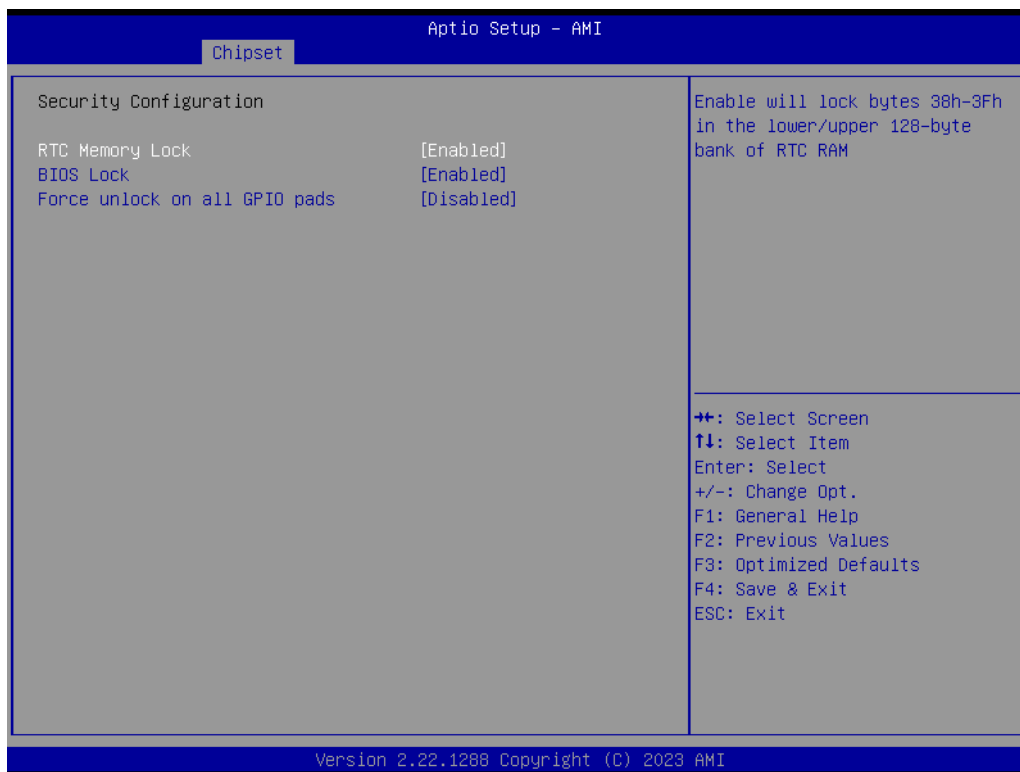 Aptio Setup – AMI
Chipset
Security Configuration
RTC Memory Lock [Enabled]
BIOS Lock [Enabled]
Force unlock on all GPIO pads [Disabled]
Enable will lock bytes 38h-3Fh
in the lower/upper 128-byte
bank of RTC RAM
→←: Select Screen
↑↓: Select Item
Enter: Select
+/-: Change Opt.
F1: General Help
F2: Previous Values
F3: Optimized Defaults
F4: Save & Exit
ESC: Exit
Version 2.22.1288 Copyright (C) 2023 AMI